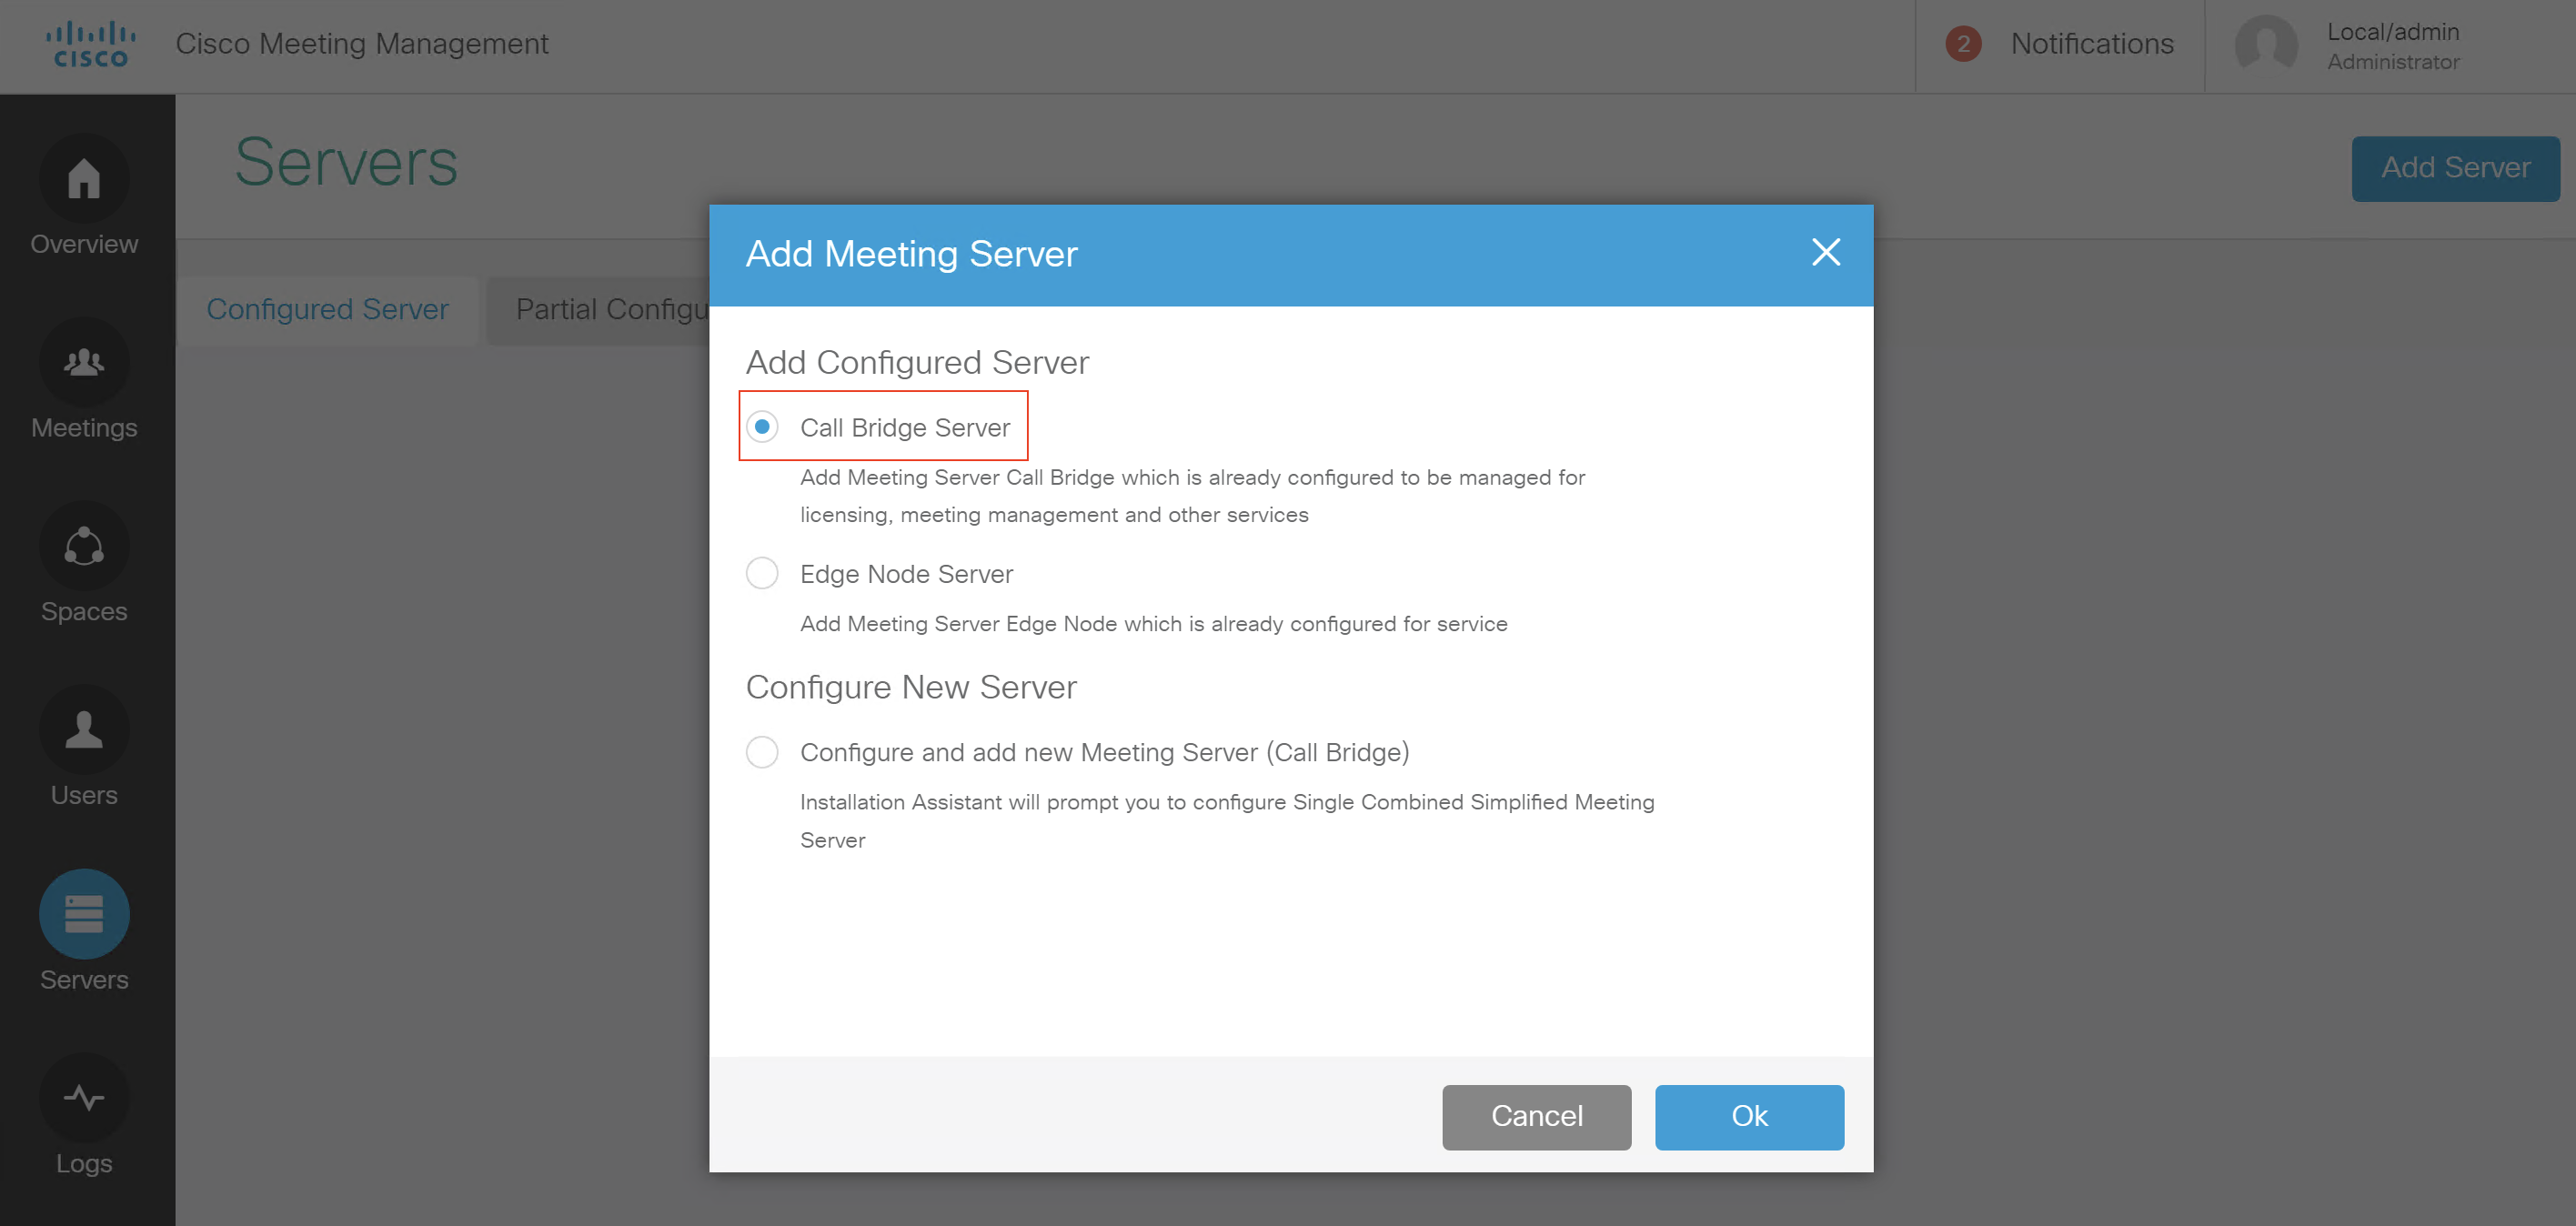 CISCO
Cisco Meeting Management
2
Notifications
Local/admin
Administrator
Overview
Meetings
Spaces
Users
Servers
Logs
Servers
Add Server
Configured Server
Partial Configu
Add Meeting Server
Add Configured Server
Call Bridge Server
Add Meeting Server Call Bridge which is already configured to be managed for
licensing, meeting management and other services
Edge Node Server
Add Meeting Server Edge Node which is already configured for service
Configure New Server
Configure and add new Meeting Server (Call Bridge)
Installation Assistant will prompt you to configure Single Combined Simplified Meeting
Server
Cancel
Ok